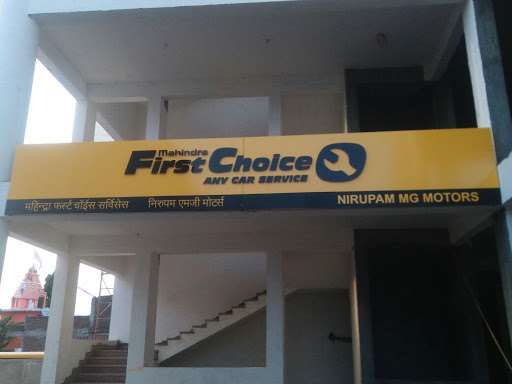 Mahindra
First Choice
ANY CAR SERVICE
महिन्द्रा फर्स्ट चॉईस सर्विसेस निरुपम एमजी मोटर्स NIRUPAM MG MOTORS